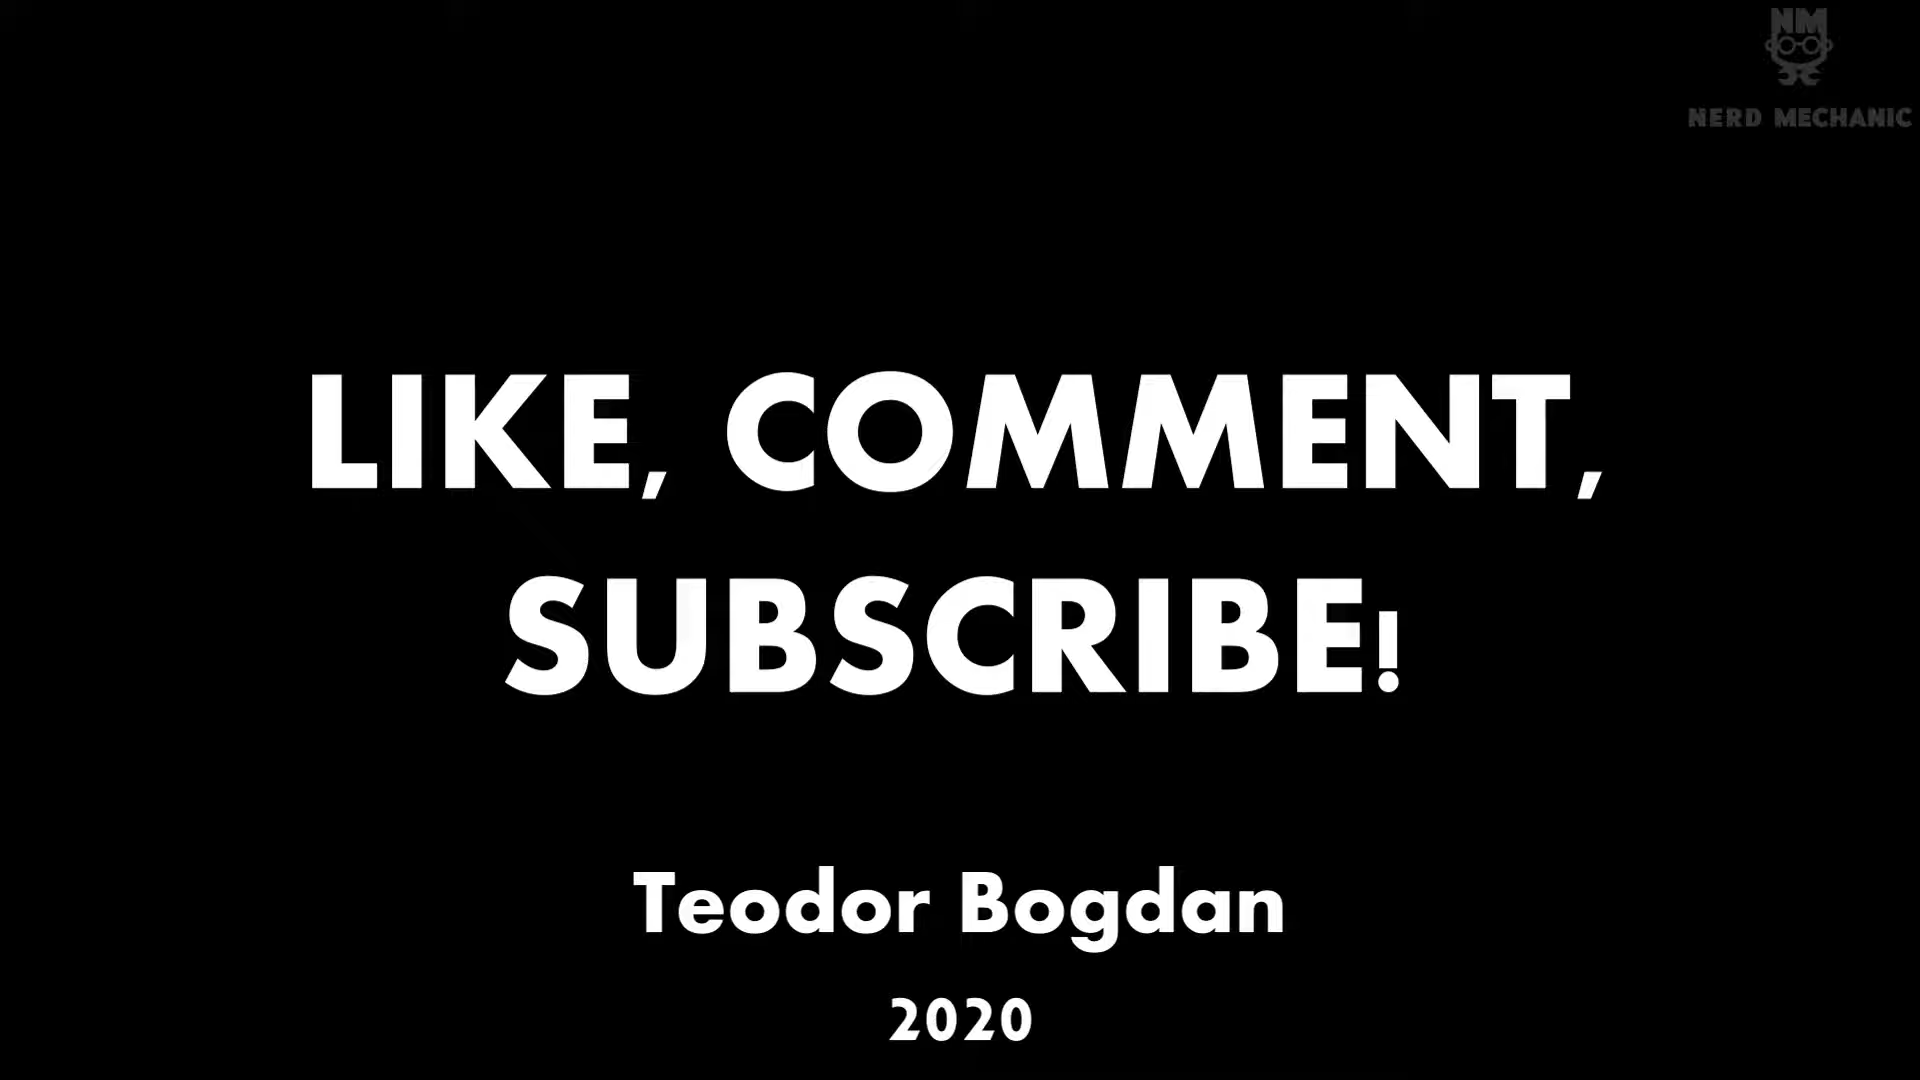 NM
NERD MECHANIC
LIKE, COMMENT,
SUBSCRIBE!
Teodor Bogdan
2020